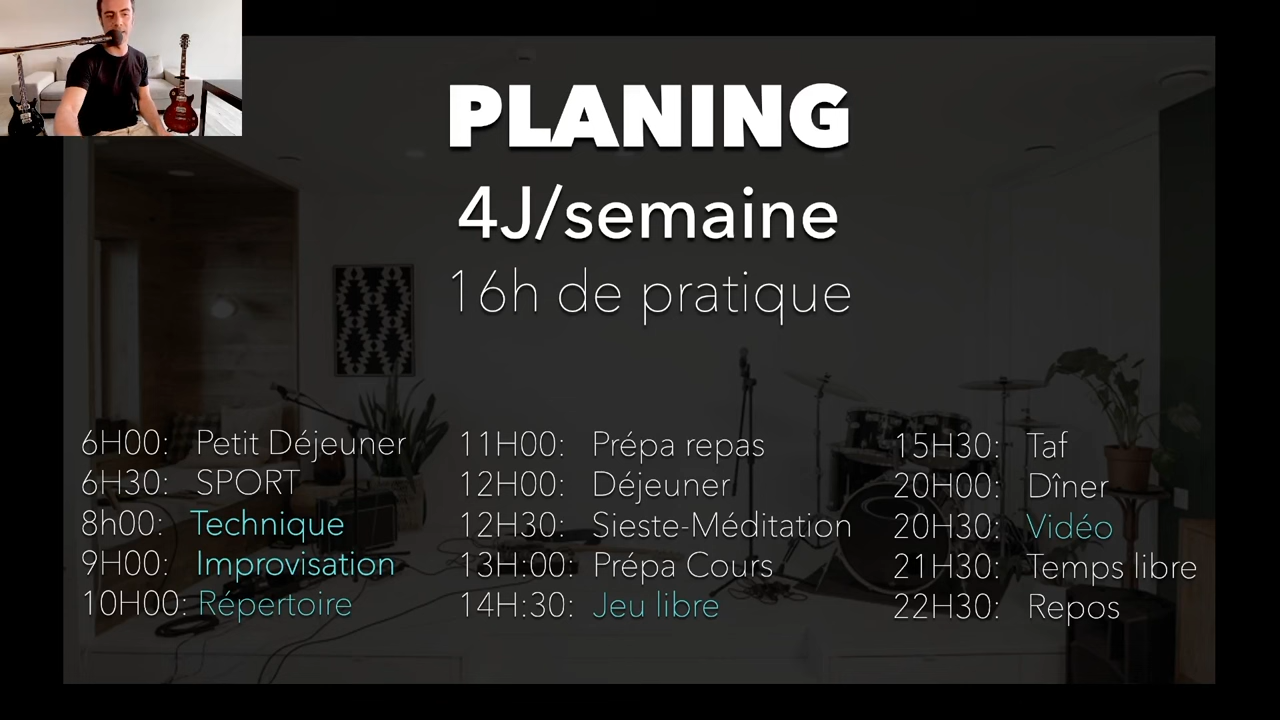 PLANING
4J/semaine
16h de pratique
6H00: Petit Déjeuner
6H30: SPORT
8h00: Technique
9H00: Improvisation
10H00: Répertoire
11H00: Prépa repas
12H00: Déjeuner
12H30: Sieste-Méditation
13H:00: Prépa Cours
14H:30: Jeu libre
15H30: Taf
20H00: Dîner
20H30: Vidéo
21H30: Temps libre
22H30: Repos